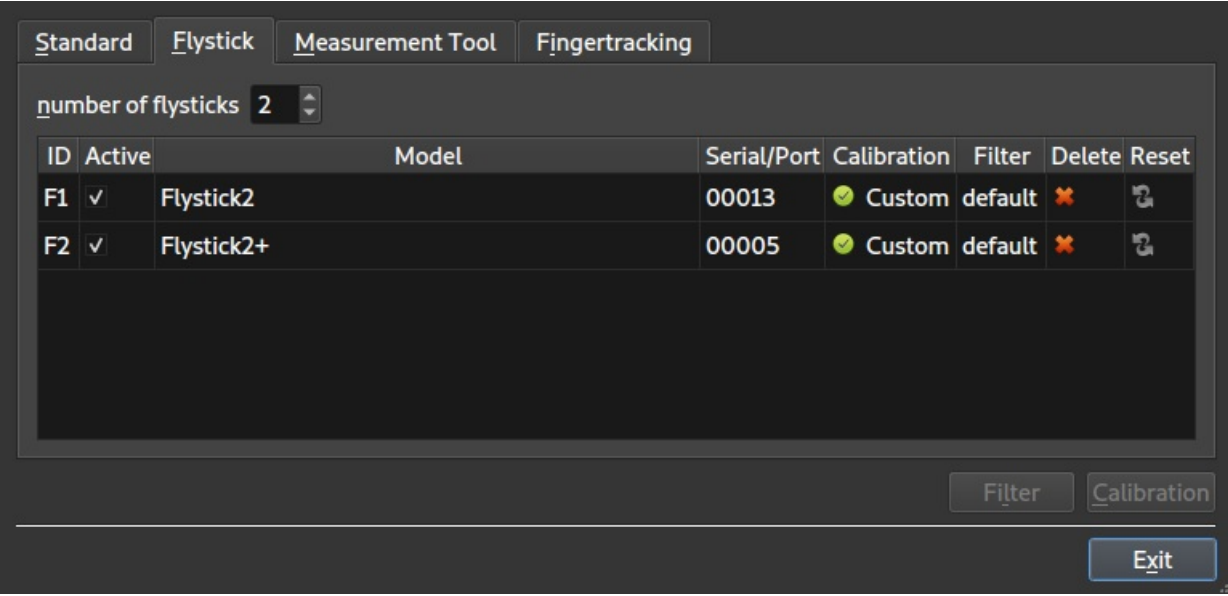 Standard Flystick Measurement Tool Fingertracking
number of flysticks 2
ID Active Model Serial/Port Calibration Filter Delete Reset
F1 Flystick2 00013 Custom default
F2 Flystick2+ 00005 Custom default
Filter Calibration
Exit